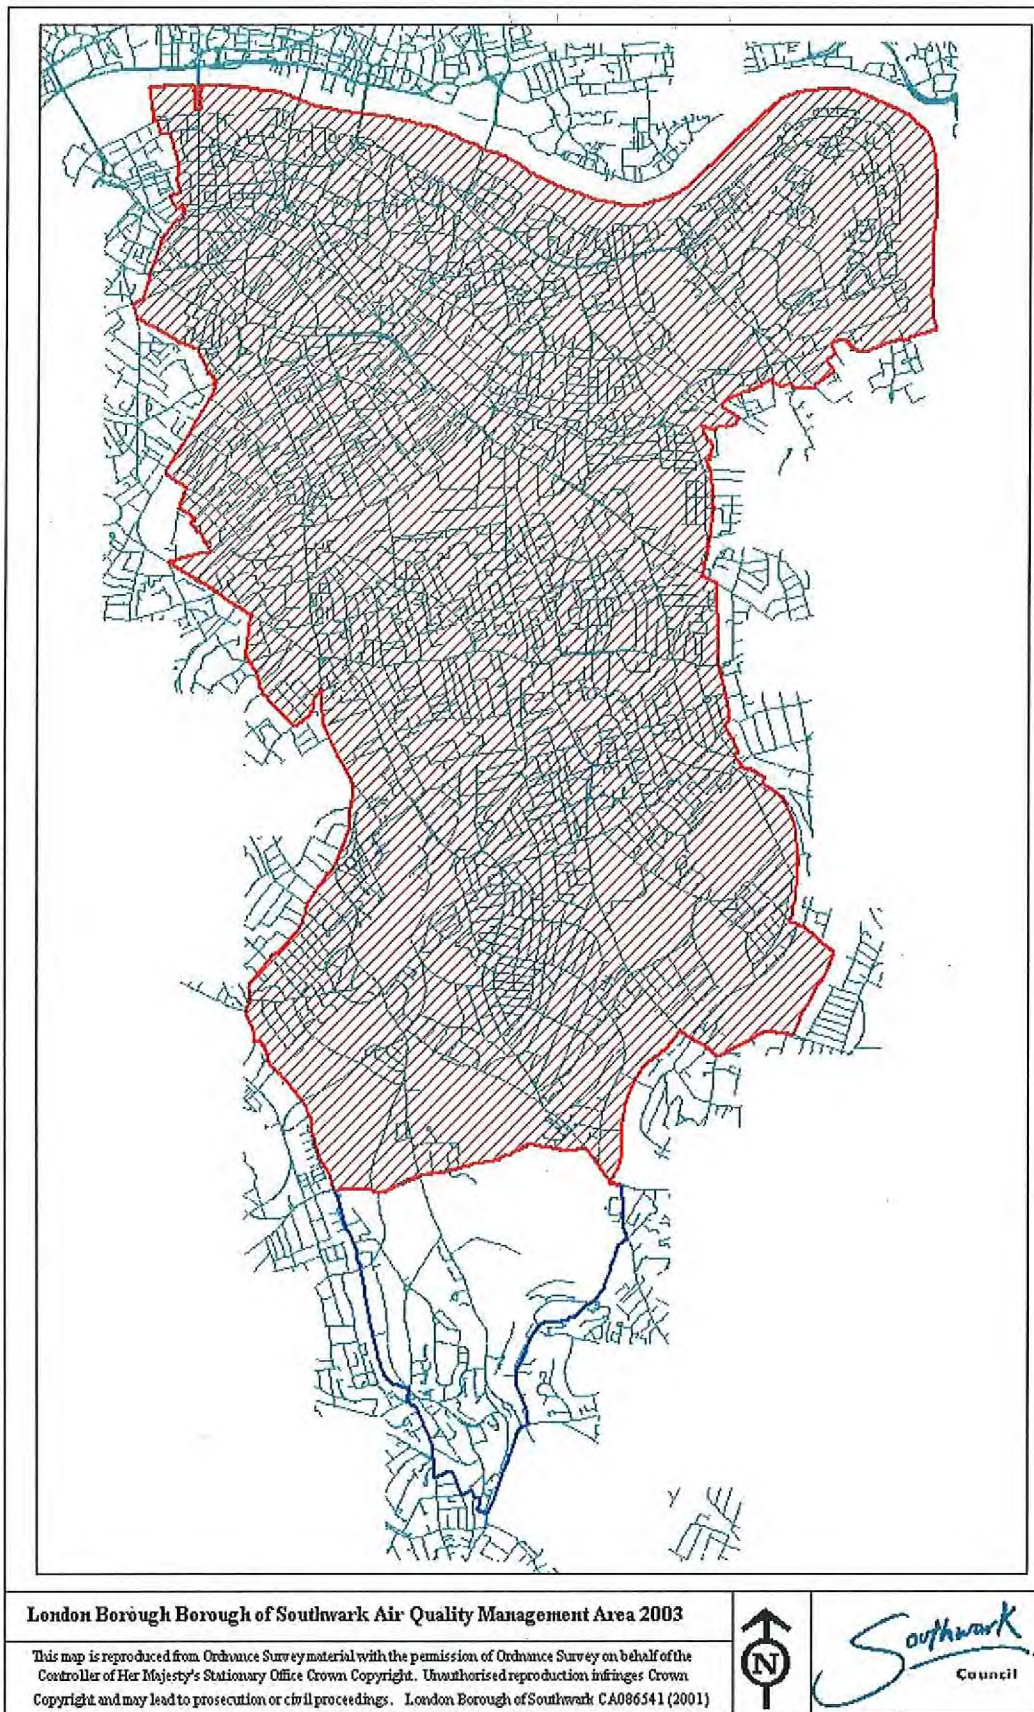 London Borough Borough of Southwark Air Quality Management Area 2003
This map is reproduced from Ordnance Survey material with the permission of Ordnance Survey on behalf of the
Controller of Her Majesty's Stationary Office Crown Copyright. Unauthorised reproduction infringes Crown
Copyright and may lead to prosecution or civil proceedings. London Borough of Southwark CA086541 (2001)
N
Southwark
Council